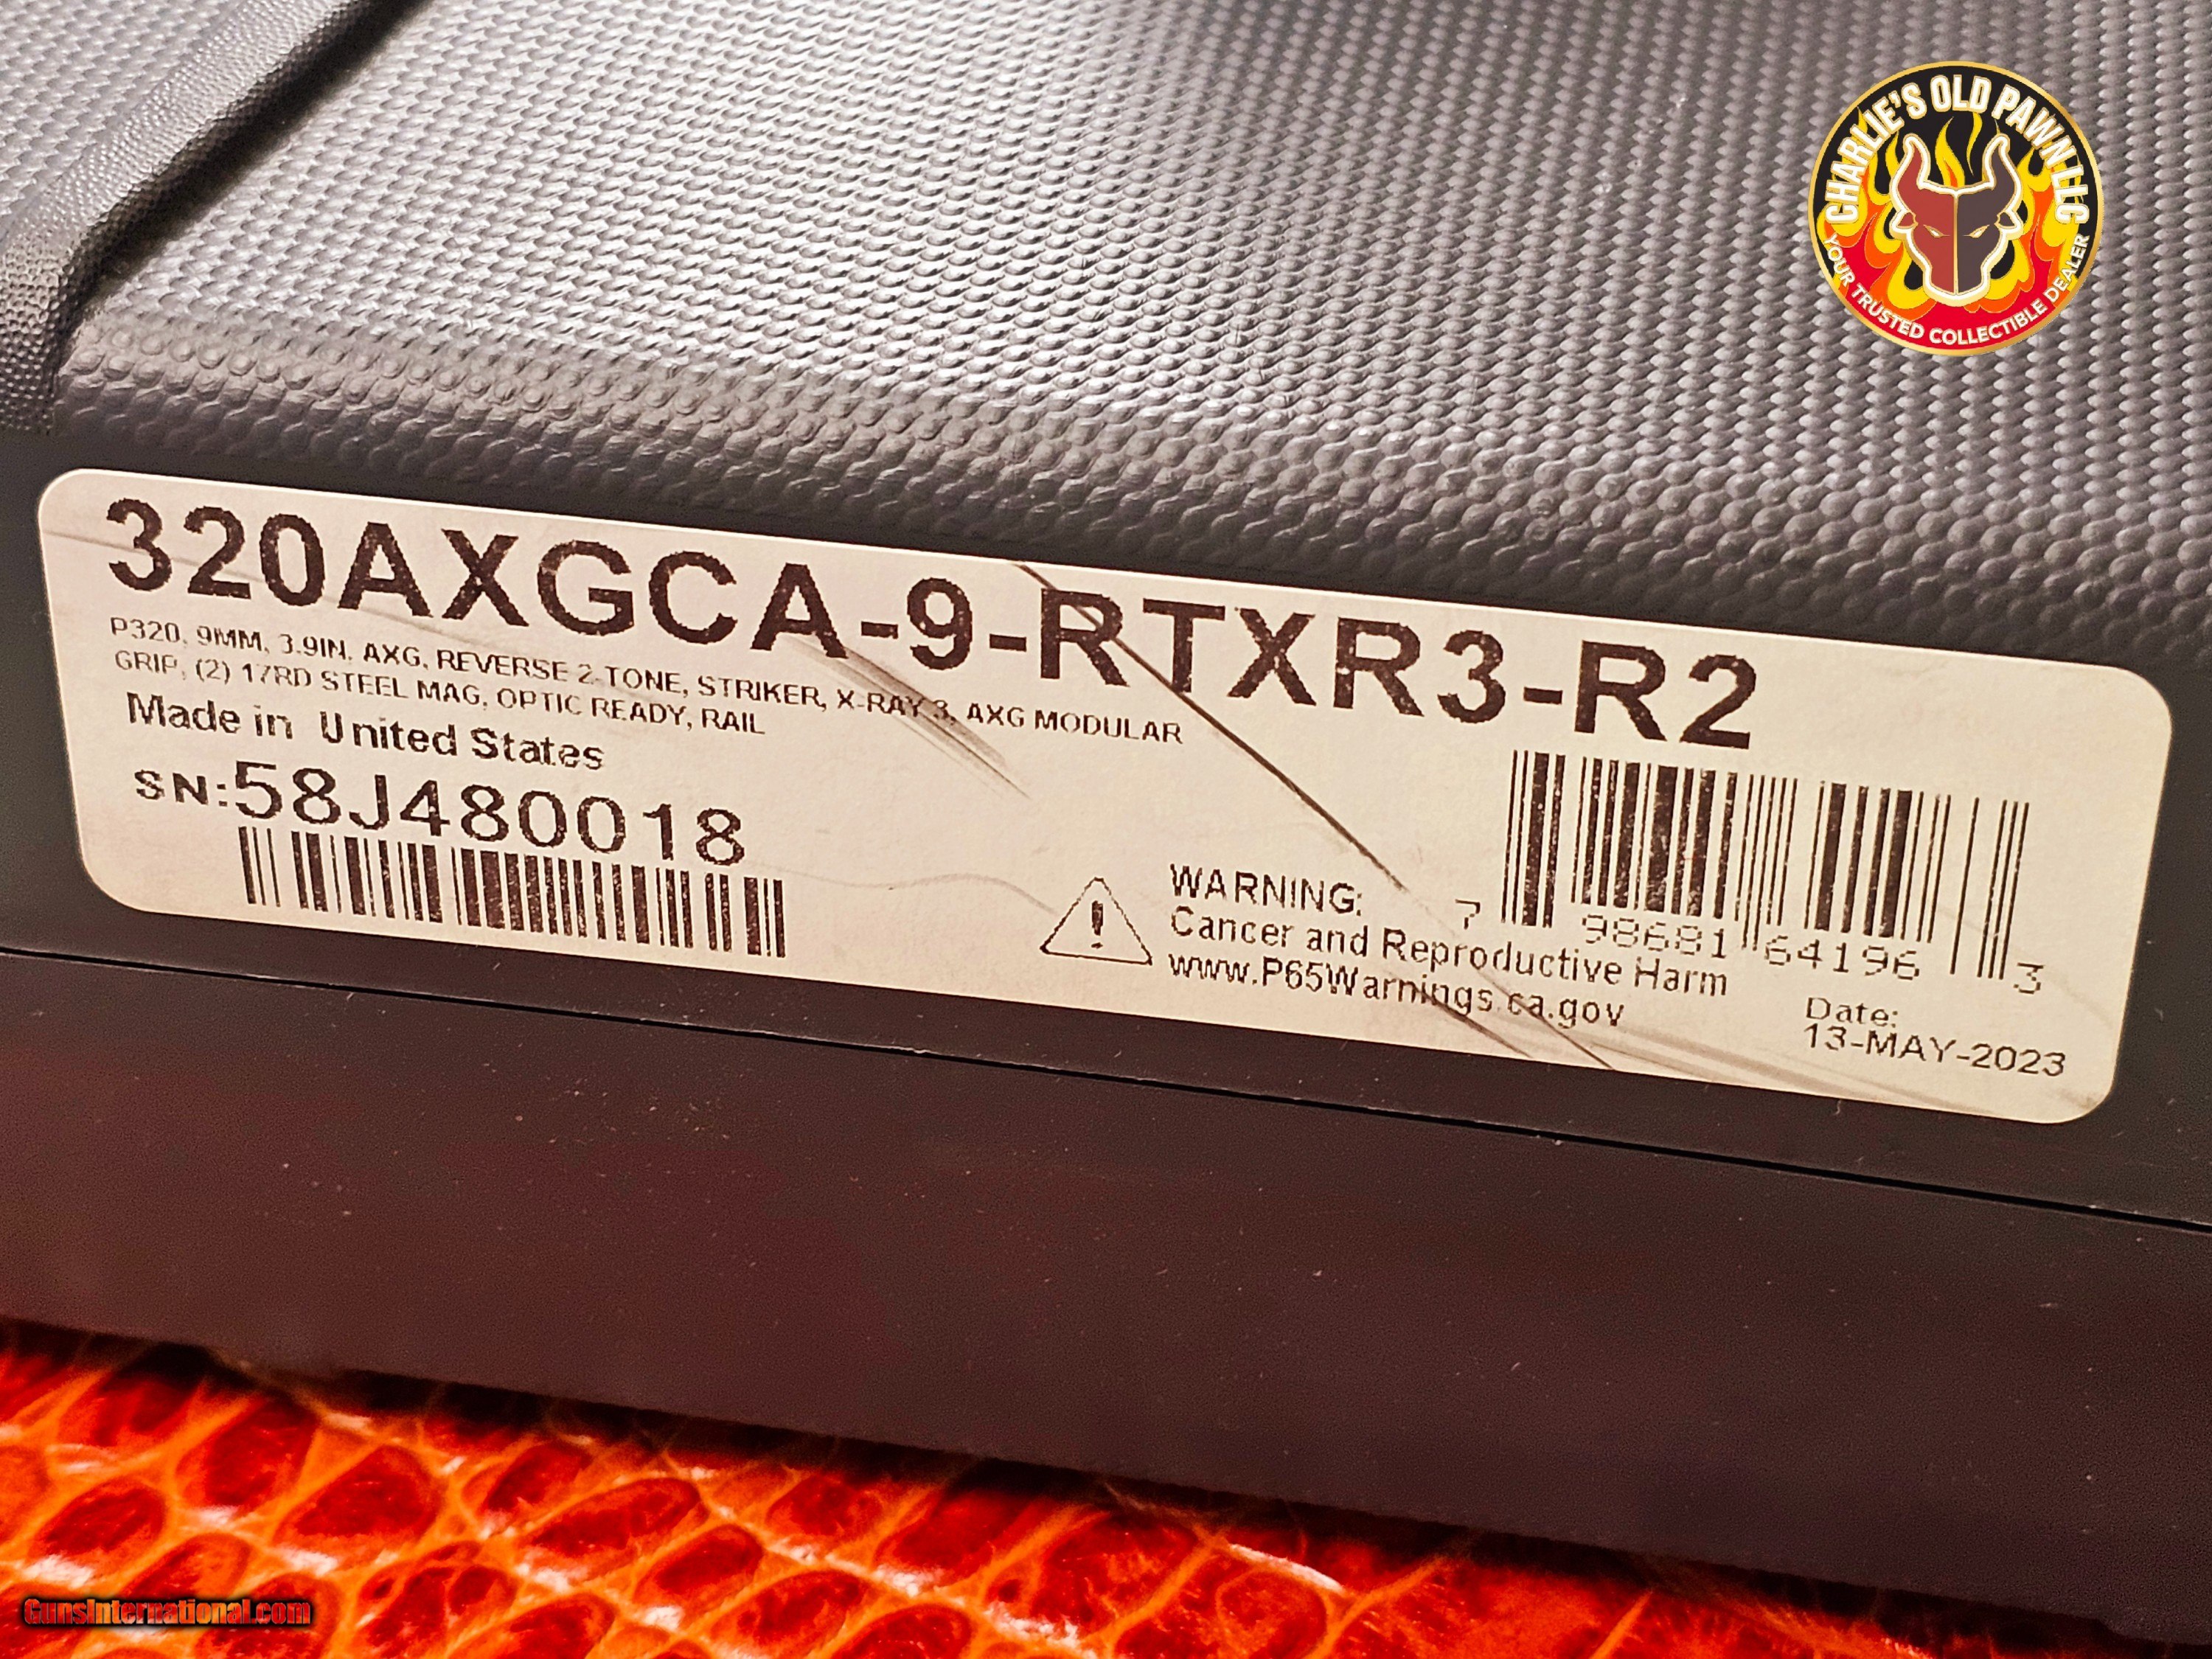 CHARLIE'S OLD PAWN LLC
YOUR TRUSTED COLLECTIBLE DEALER
320AXGCA-9-RTXR3-R2
P320, 9MM, 3.9IN, AXG, REVERSE 2-TONE, STRIKER, X-RAY 3, AXG MODULAR
GRIP, (2) 17RD STEEL MAG, OPTIC READY, RAIL
Made in United States
SN:58J480018
WARNING:
Cancer and Reproductive Harm
www.P65Warnings.ca.gov
7 98681 64196 3
Date:
13-MAY-2023
GunsInternational.com